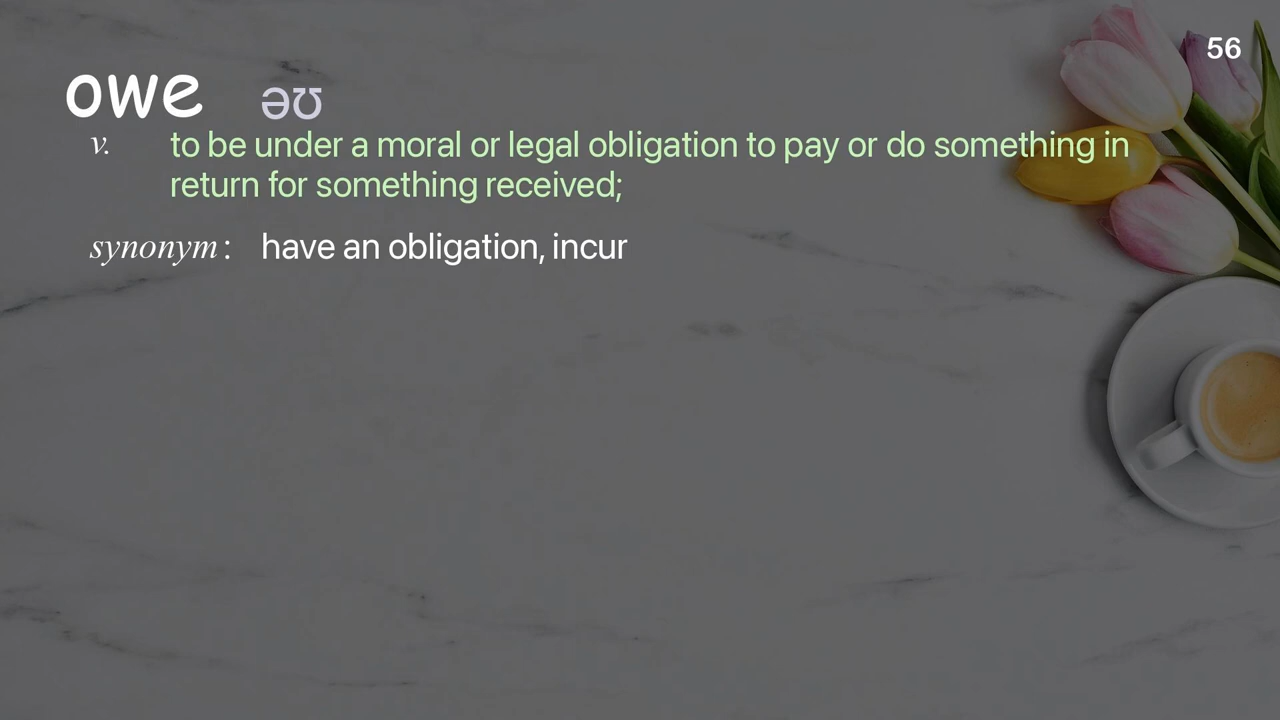 56
owe əʊ
v. to be under a moral or legal obligation to pay or do something in
return for something received;
synonym : have an obligation, incur